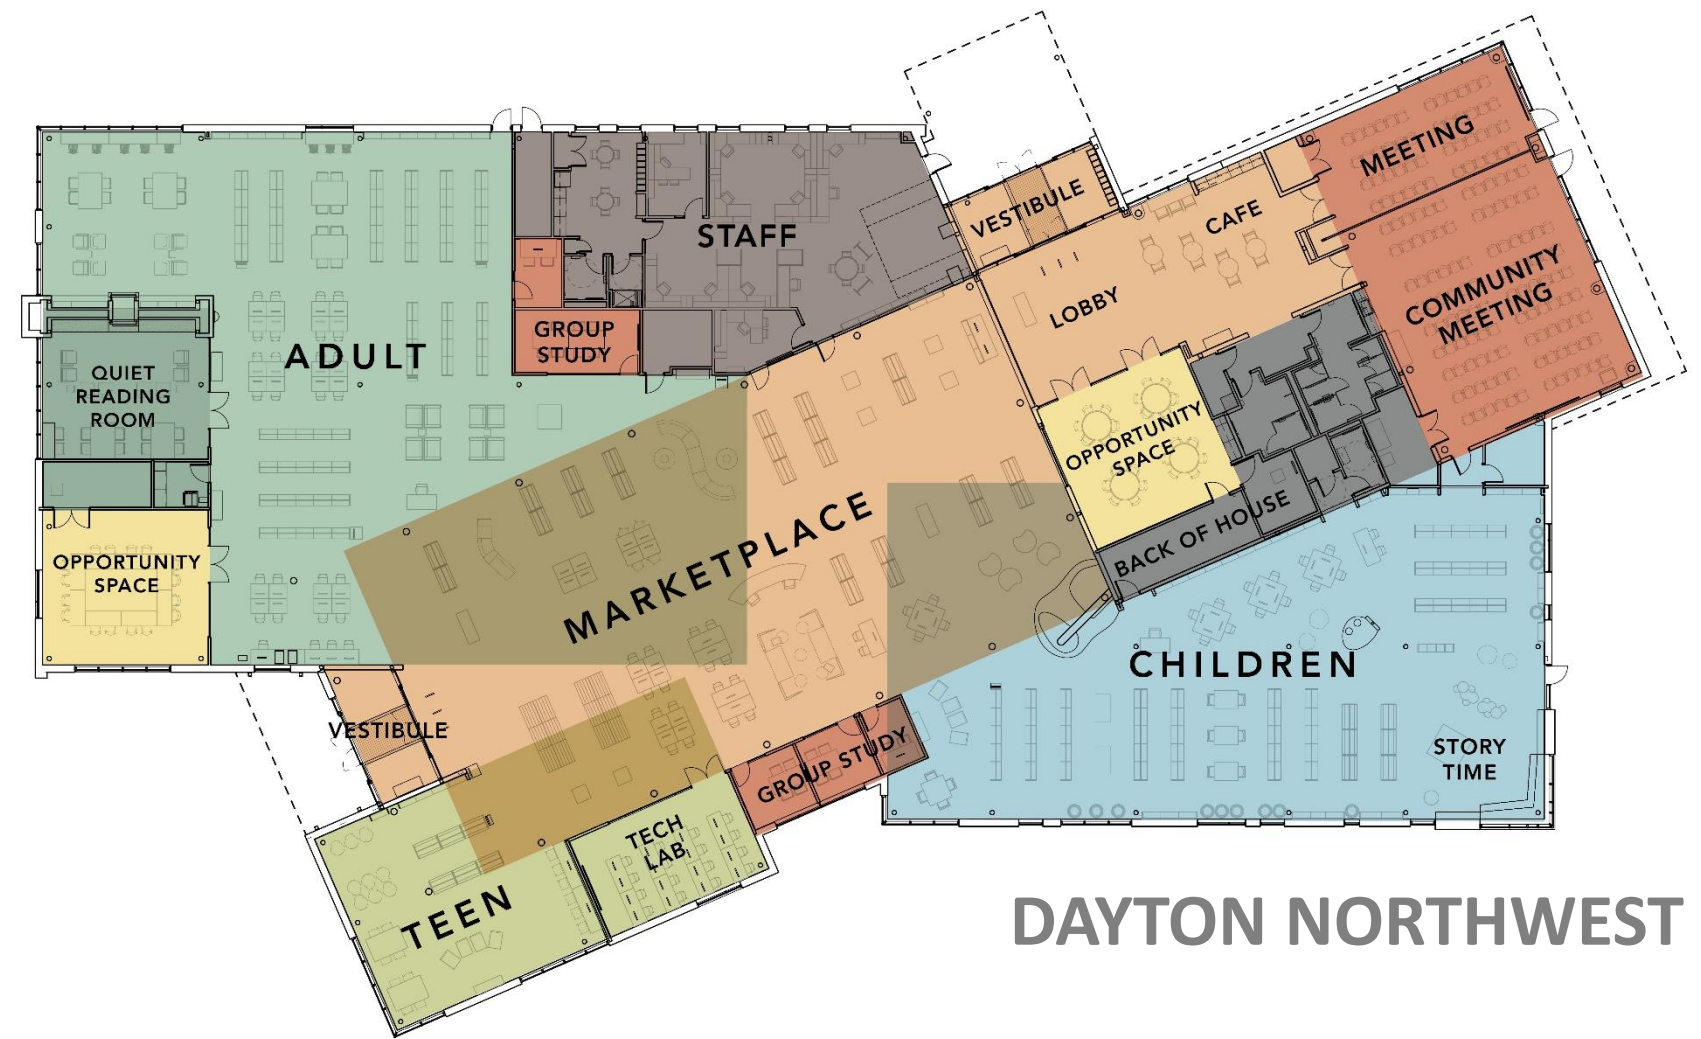 MEETING
VESTIBULE
CAFE
STAFF
COMMUNITY
MEETING
LOBBY
GROUP
STUDY
ADULT
QUIET
READING
ROOM
OPPORTUNITY
SPACE
MARKETPLACE
BACK OF HOUSE
OPPORTUNITY
SPACE
CHILDREN
VESTIBULE
GROUP STUDY
STORY
TIME
TECH
LAB
TEEN
DAYTON NORTHWEST